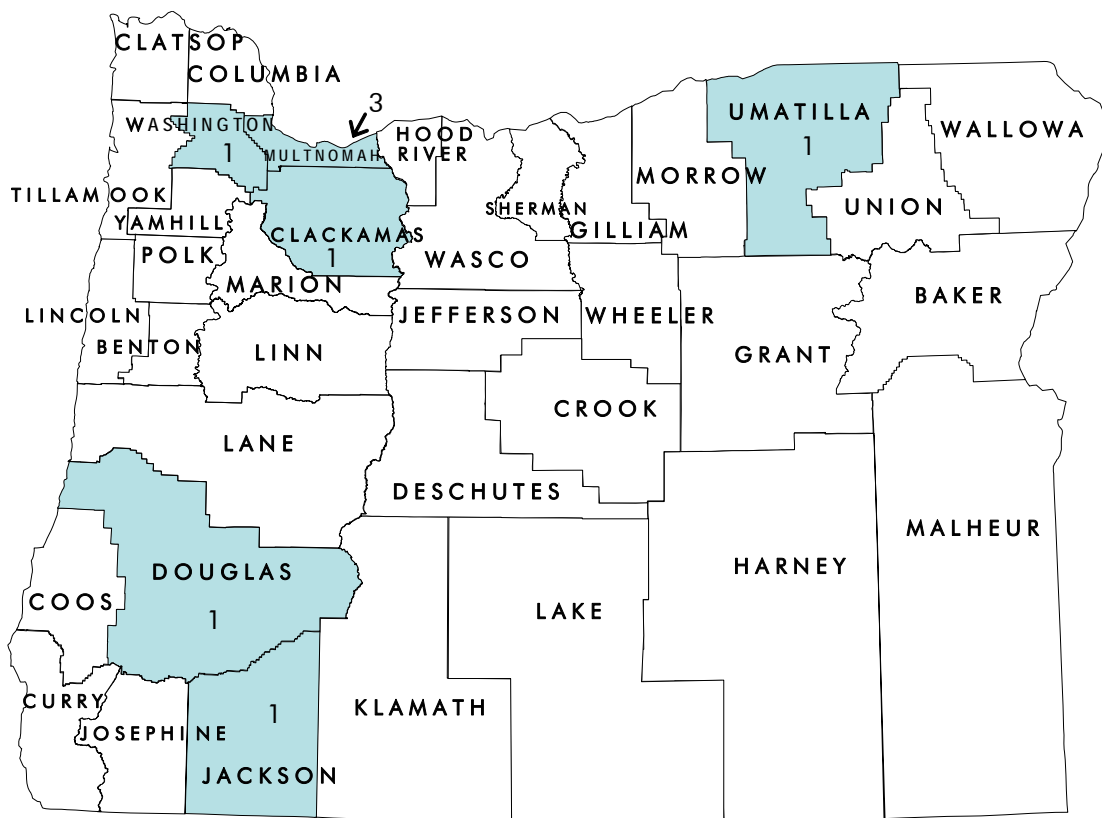 CLATSOP
COLUMBIA
3
WASHINGTON
1
MULTNOMAH
HOOD
RIVER
UMATILLA
1
WALLOWA
TILLAMOOK
YAMHILL
MORROW
SHERMAN
GILLIAM
UNION
POLK
CLACKAMAS
1
WASCO
MARION
BAKER
LINCOLN
BENTON
LINN
JEFFERSON
WHEELER
GRANT
CROOK
LANE
DESCHUTES
MALHEUR
DOUGLAS
1
HARNEY
COOS
LAKE
CURRY
JOSEPHINE
1
JACKSON
KLAMATH